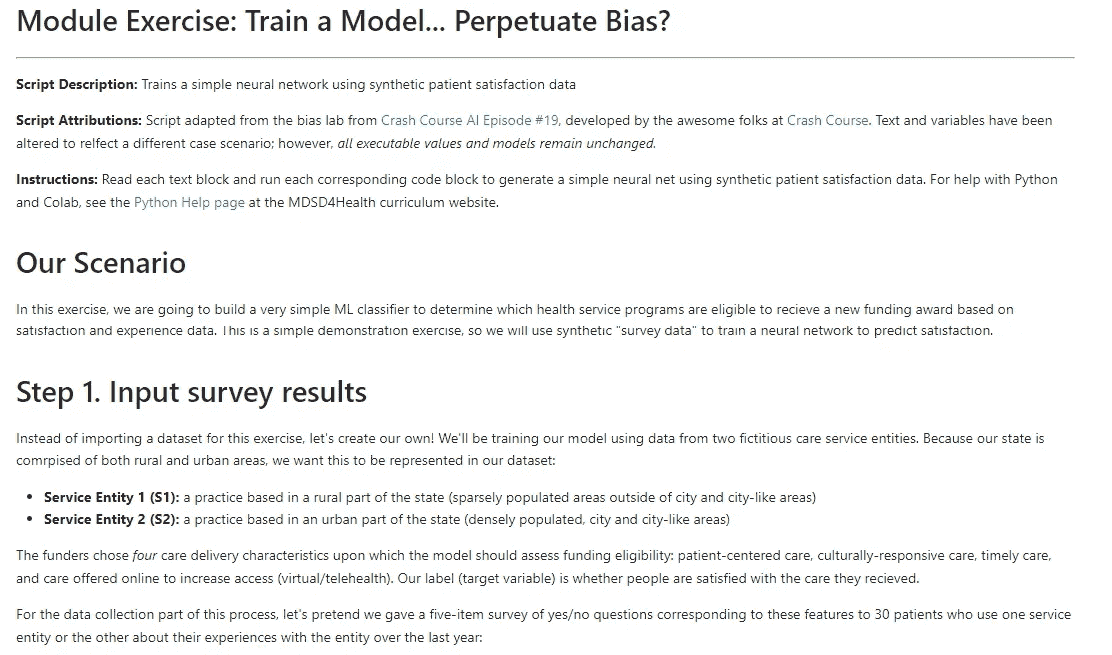 Module Exercise: Train a Model... Perpetuate Bias?
Script Description: Trains a simple neural network using synthetic patient satisfaction data
Script Attributions: Script adapted from the bias lab from Crash Course AI Episode #19, developed by the awesome folks at Crash Course. Text and variables have been
altered to relfect a different case scenario; however, all executable values and models remain unchanged.
Instructions: Read each text block and run each corresponding code block to generate a simple neural net using synthetic patient satisfaction data. For help with Python
and Colab, see the Python Help page at the MDSD4Health curriculum website.
Our Scenario
In this exercise, we are going to build a very simple ML classifier to determine which health service programs are eligible to recieve a new funding award based on
satisfaction and experience data. This is a simple demonstration exercise, so we will use synthetic "survey data" to train a neural network to predict satisfaction.
Step 1. Input survey results
Instead of importing a dataset for this exercise, let's create our own! We'll be training our model using data from two fictitious care service entities. Because our state is
comrpised of both rural and urban areas, we want this to be represented in our dataset:
• Service Entity 1 (S1): a practice based in a rural part of the state (sparsely populated areas outside of city and city-like areas)
• Service Entity 2 (S2): a practice based in an urban part of the state (densely populated, city and city-like areas)
The funders chose four care delivery characteristics upon which the model should assess funding eligibility: patient-centered care, culturally-responsive care, timely care,
and care offered online to increase access (virtual/telehealth). Our label (target variable) is whether people are satisfied with the care they recieved.
For the data collection part of this process, let's pretend we gave a five-item survey of yes/no questions corresponding to these features to 30 patients who use one service
entity or the other about their experiences with the entity over the last year: